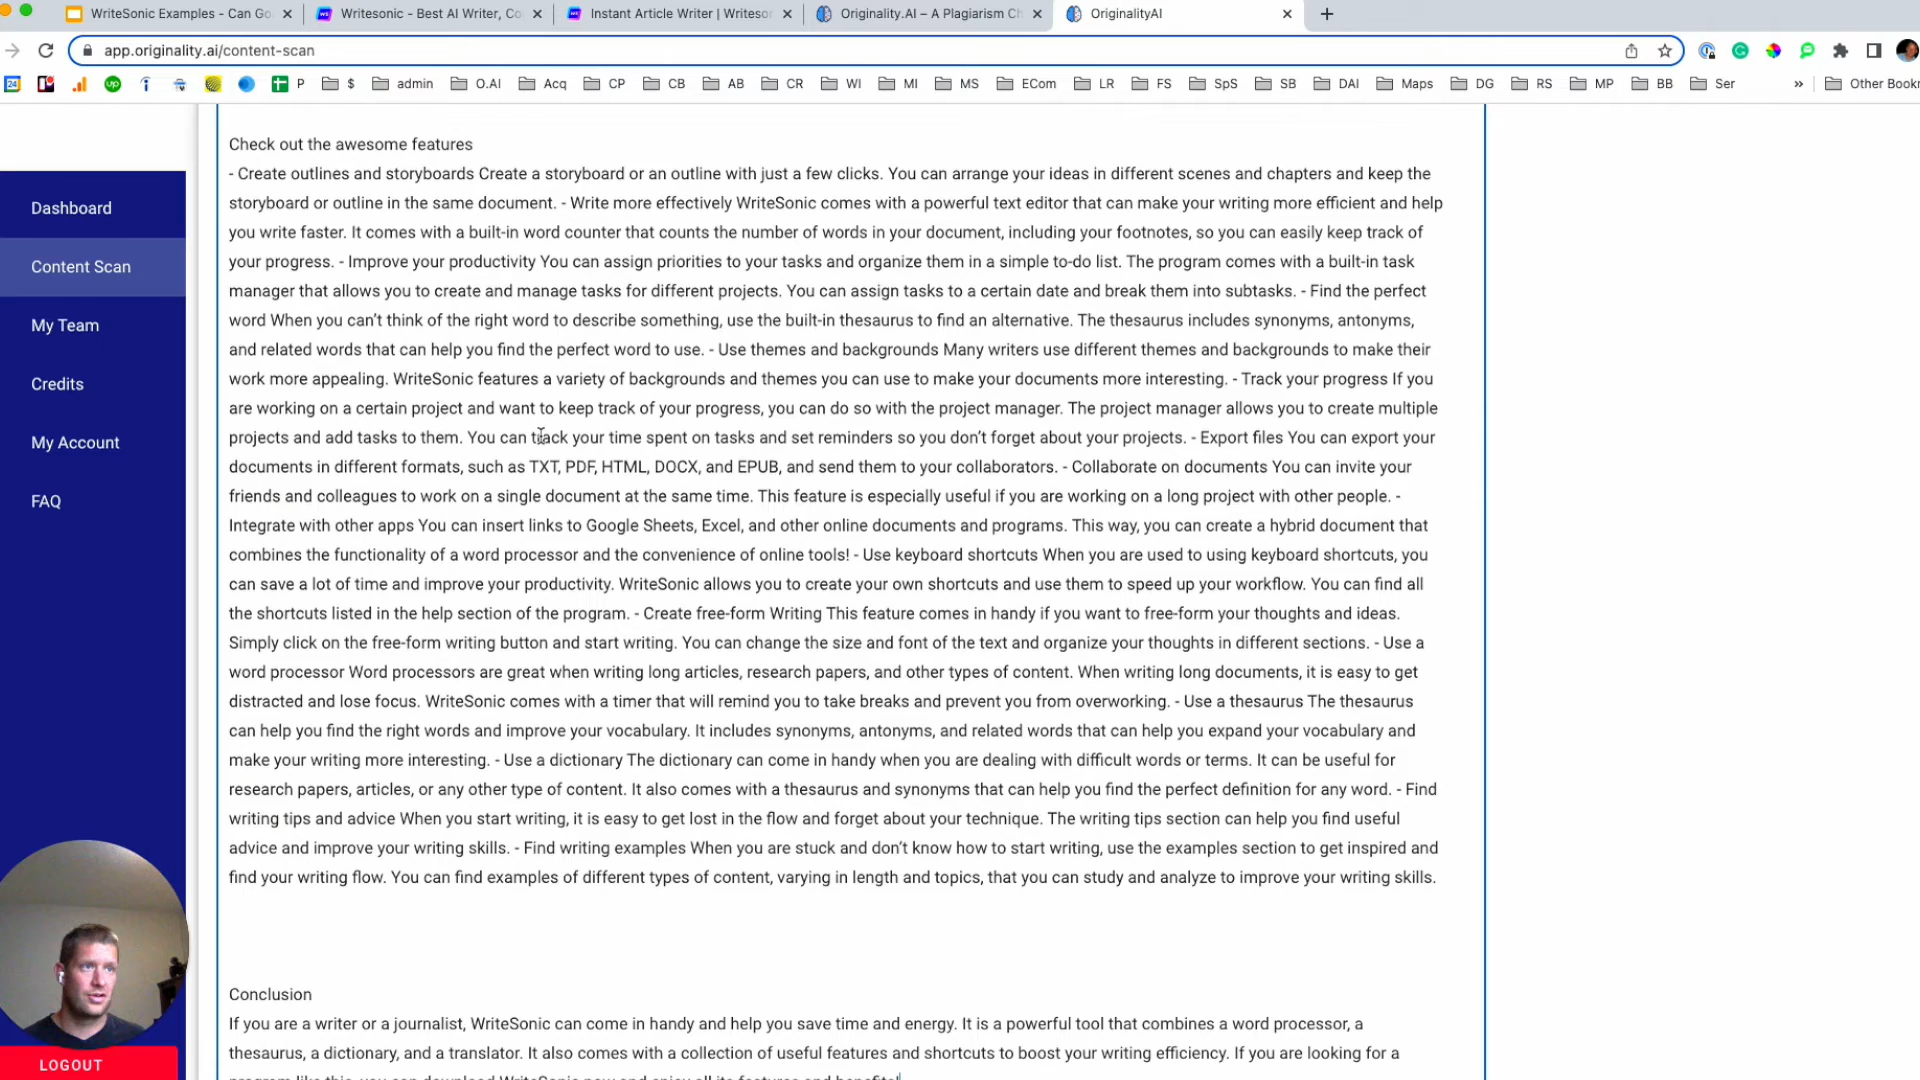 WriteSonic Examples - Can Go
Writesonic - Best AI Writer, Co
Instant Article Writer | Writeson
Originality.AI – A Plagiarism Ch
OriginalityAI
app.originality.ai/content-scan
P
$
admin
O.AI
Acq
CP
CB
AB
CR
WI
MI
MS
ECom
LR
FS
SpS
SB
DAI
Maps
DG
RS
MP
BB
Ser
»
Other Bookr
Dashboard
Content Scan
My Team
Credits
My Account
FAQ
LOGOUT
Check out the awesome features
- Create outlines and storyboards Create a storyboard or an outline with just a few clicks. You can arrange your ideas in different scenes and chapters and keep the
storyboard or outline in the same document. - Write more effectively WriteSonic comes with a powerful text editor that can make your writing more efficient and help
you write faster. It comes with a built-in word counter that counts the number of words in your document, including your footnotes, so you can easily keep track of
your progress. - Improve your productivity You can assign priorities to your tasks and organize them in a simple to-do list. The program comes with a built-in task
manager that allows you to create and manage tasks for different projects. You can assign tasks to a certain date and break them into subtasks. - Find the perfect
word When you can't think of the right word to describe something, use the built-in thesaurus to find an alternative. The thesaurus includes synonyms, antonyms,
and related words that can help you find the perfect word to use. - Use themes and backgrounds Many writers use different themes and backgrounds to make their
work more appealing. WriteSonic features a variety of backgrounds and themes you can use to make your documents more interesting. - Track your progress If you
are working on a certain project and want to keep track of your progress, you can do so with the project manager. The project manager allows you to create multiple
projects and add tasks to them. You can track your time spent on tasks and set reminders so you don't forget about your projects. - Export files You can export your
documents in different formats, such as TXT, PDF, HTML, DOCX, and EPUB, and send them to your collaborators. - Collaborate on documents You can invite your
friends and colleagues to work on a single document at the same time. This feature is especially useful if you are working on a long project with other people. -
Integrate with other apps You can insert links to Google Sheets, Excel, and other online documents and programs. This way, you can create a hybrid document that
combines the functionality of a word processor and the convenience of online tools! - Use keyboard shortcuts When you are used to using keyboard shortcuts, you
can save a lot of time and improve your productivity. WriteSonic allows you to create your own shortcuts and use them to speed up your workflow. You can find all
the shortcuts listed in the help section of the program. - Create free-form Writing This feature comes in handy if you want to free-form your thoughts and ideas.
Simply click on the free-form writing button and start writing. You can change the size and font of the text and organize your thoughts in different sections. - Use a
word processor Word processors are great when writing long articles, research papers, and other types of content. When writing long documents, it is easy to get
distracted and lose focus. WriteSonic comes with a timer that will remind you to take breaks and prevent you from overworking. - Use a thesaurus The thesaurus
can help you find the right words and improve your vocabulary. It includes synonyms, antonyms, and related words that can help you expand your vocabulary and
make your writing more interesting. - Use a dictionary The dictionary can come in handy when you are dealing with difficult words or terms. It can be useful for
research papers, articles, or any other type of content. It also comes with a thesaurus and synonyms that can help you find the perfect definition for any word. - Find
writing tips and advice When you start writing, it is easy to get lost in the flow and forget about your technique. The writing tips section can help you find useful
advice and improve your writing skills. - Find writing examples When you are stuck and don't know how to start writing, use the examples section to get inspired and
find your writing flow. You can find examples of different types of content, varying in length and topics, that you can study and analyze to improve your writing skills.
Conclusion
If you are a writer or a journalist, WriteSonic can come in handy and help you save time and energy. It is a powerful tool that combines a word processor, a
thesaurus, a dictionary, and a translator. It also comes with a collection of useful features and shortcuts to boost your writing efficiency. If you are looking for a
program like this, you can download WriteSonic now and enjoy all its features and benefits!